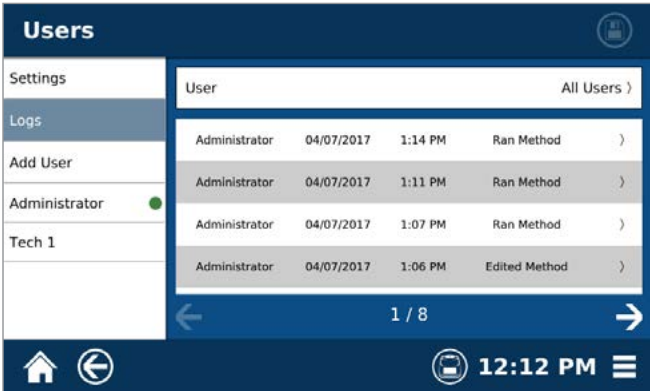 Users
Settings
Logs
Add User
Administrator
Tech 1
User All Users 〉
Administrator 04/07/2017 1:14 PM Ran Method 〉
Administrator 04/07/2017 1:11 PM Ran Method 〉
Administrator 04/07/2017 1:07 PM Ran Method 〉
Administrator 04/07/2017 1:06 PM Edited Method 〉
1 / 8
12:12 PM